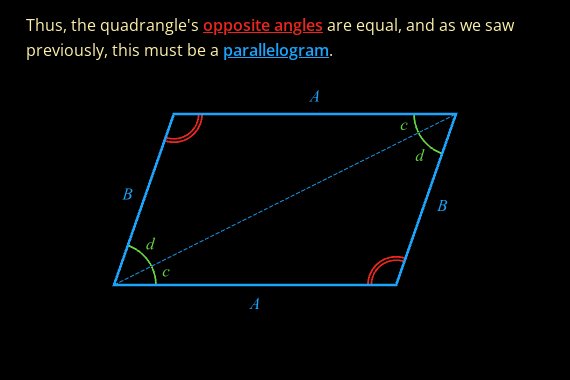 Thus, the quadrangle's opposite angles are equal, and as we saw
previously, this must be a parallelogram.
A
c
d
B
B
d
c
A